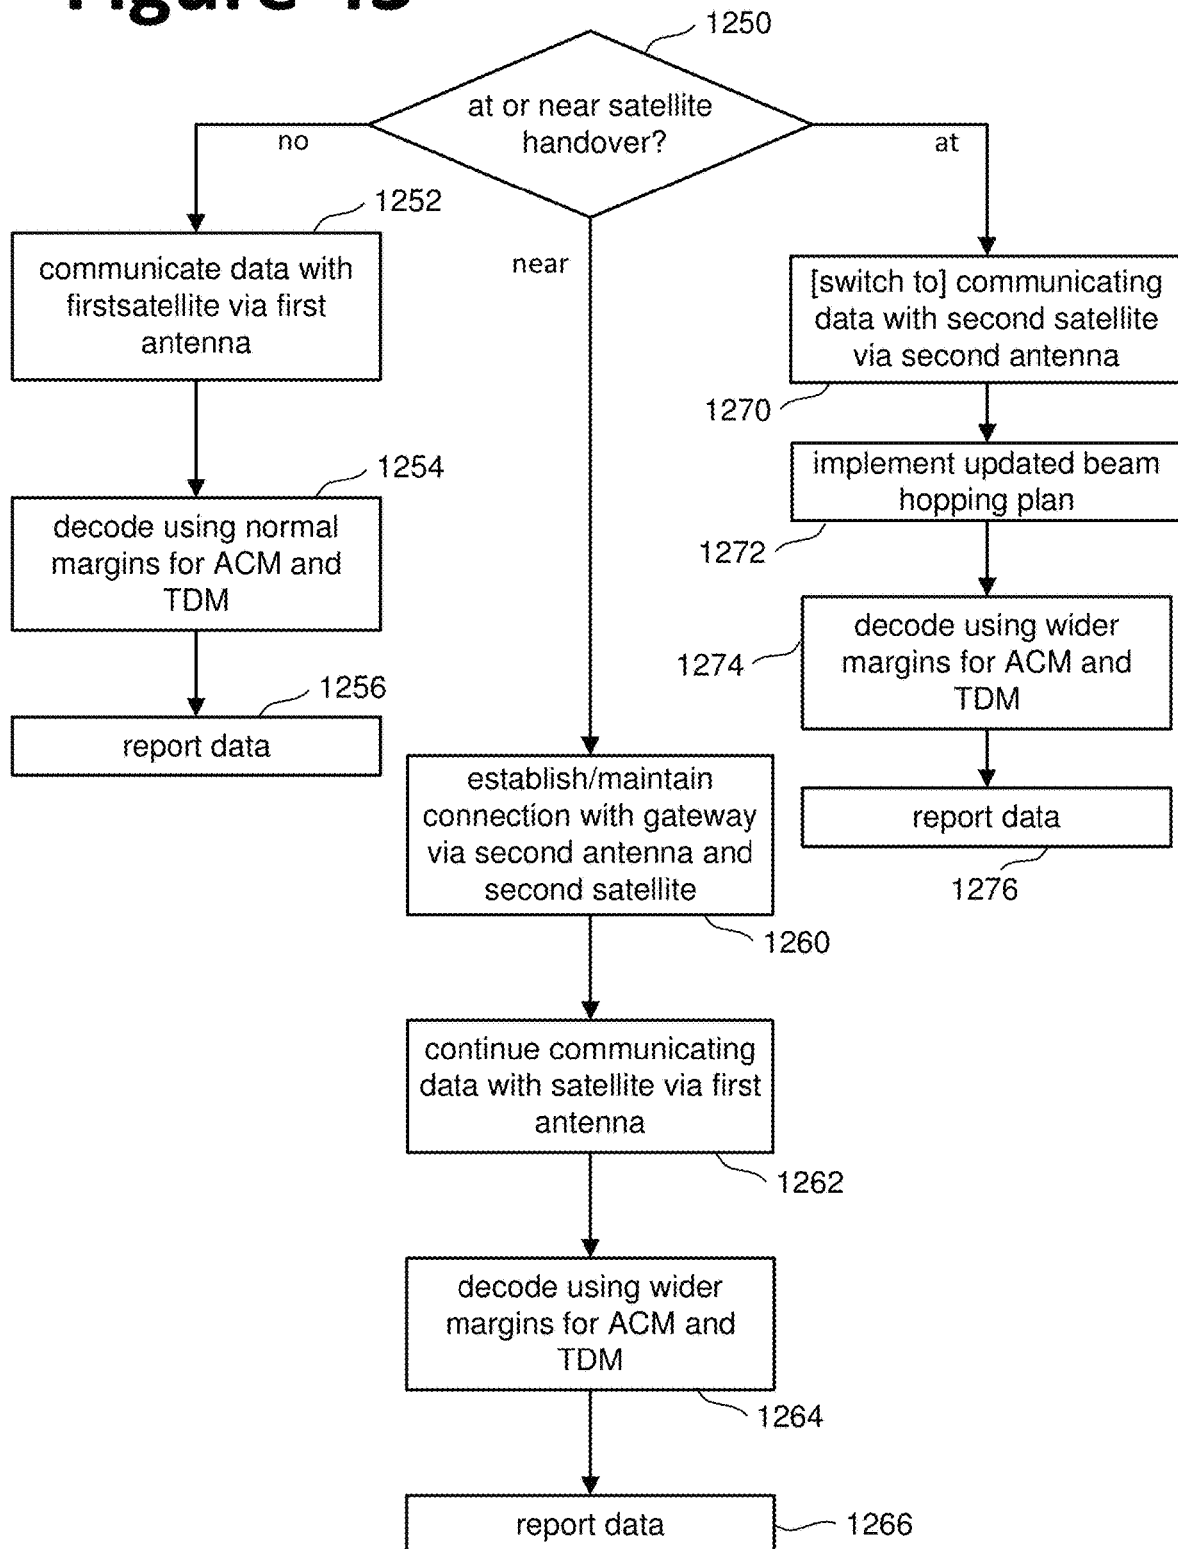 1250
at or near satellite
handover?
no
at
near
1252
communicate data with
firstsatellite via first
antenna
1254
decode using normal
margins for ACM and
TDM
1256
report data
[switch to] communicating
data with second satellite
via second antenna
1270
implement updated beam
hopping plan
1272
decode using wider
margins for ACM and
TDM
1274
report data
1276
establish/maintain
connection with gateway
via second antenna and
second satellite
1260
continue communicating
data with satellite via first
antenna
1262
decode using wider
margins for ACM and
TDM
1264
report data
1266